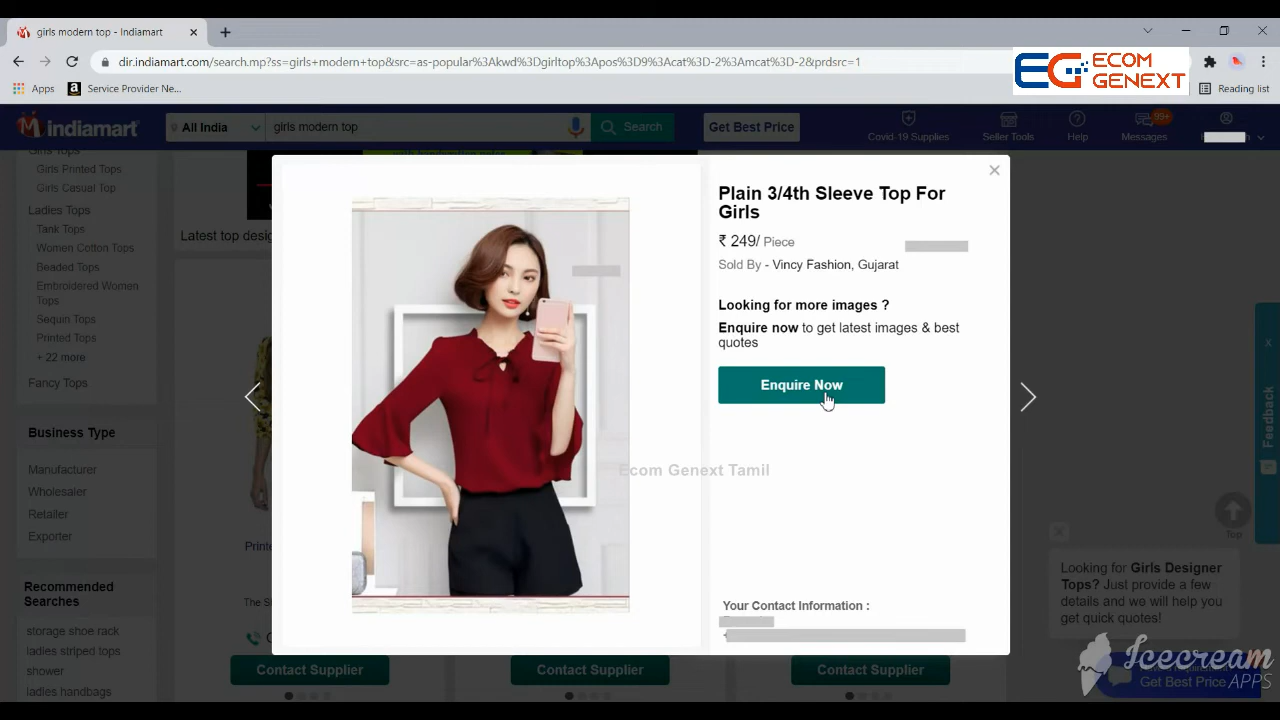 girls modern top - Indiamart
dir.indiamart.com/search.mp?ss=girls+modern+top&src=as-popular%3Akwd%3Dgirltop%3Apos%3D9%3Acat%3D-2%3Amcat%3D-2&prdsrc=1
ECOM
GENEXT
Apps
Service Provider Ne...
Reading list
indiamart
All India
girls modern top
Search
Get Best Price
Covid-19 Supplies
Seller Tools
Help
99+
Messages
Girls Tops
Girls Printed Tops
Girls Casual Top
Ladies Tops
Tank Tops
Women Cotton Tops
Beaded Tops
Embroidered Women
Tops
Sequin Tops
Printed Tops
+ 22 more
Fancy Tops
Business Type
Manufacturer
Wholesaler
Retailer
Exporter
Recommended
Searches
storage shoe rack
ladies striped tops
shower
ladies handbags
Latest top desig
Printe
The S
Plain 3/4th Sleeve Top For
Girls
₹ 249/ Piece
Sold By - Vincy Fashion, Gujarat
Looking for more images ?
Enquire now to get latest images & best
quotes
Enquire Now
Ecom Genext Tamil
Your Contact Information :
Contact Supplier
Contact Supplier
Contact Supplier
Feedback
Top
Looking for Girls Designer
Tops? Just provide a few
details and we will help you
get quick quotes!
Icecream
APPS
Get Best Price